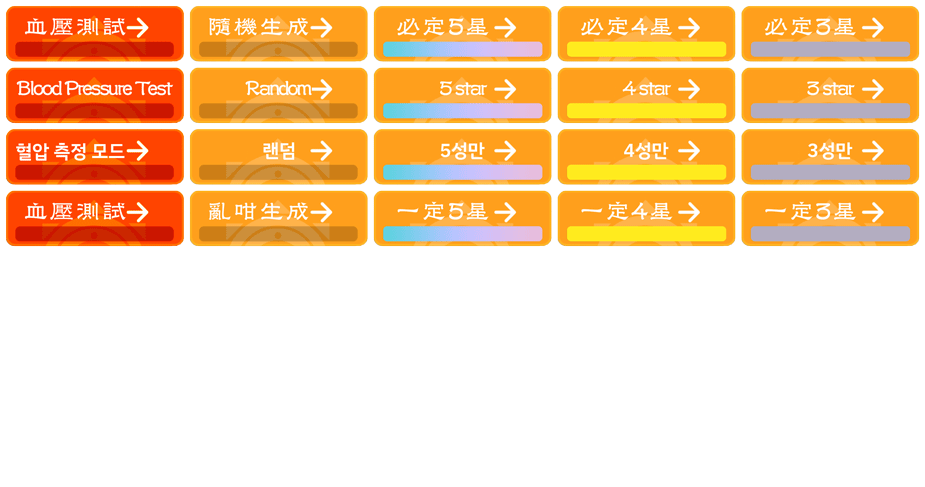 血壓測試 隨機生成 必定5星 必定4星 必定3星
Blood Pressure Test Random 5 star 4 star 3 star
혈압 측정 모드 랜덤 5성만 4성만 3성만
血壓測試 亂咁生成 一定5星 一定4星 一定3星